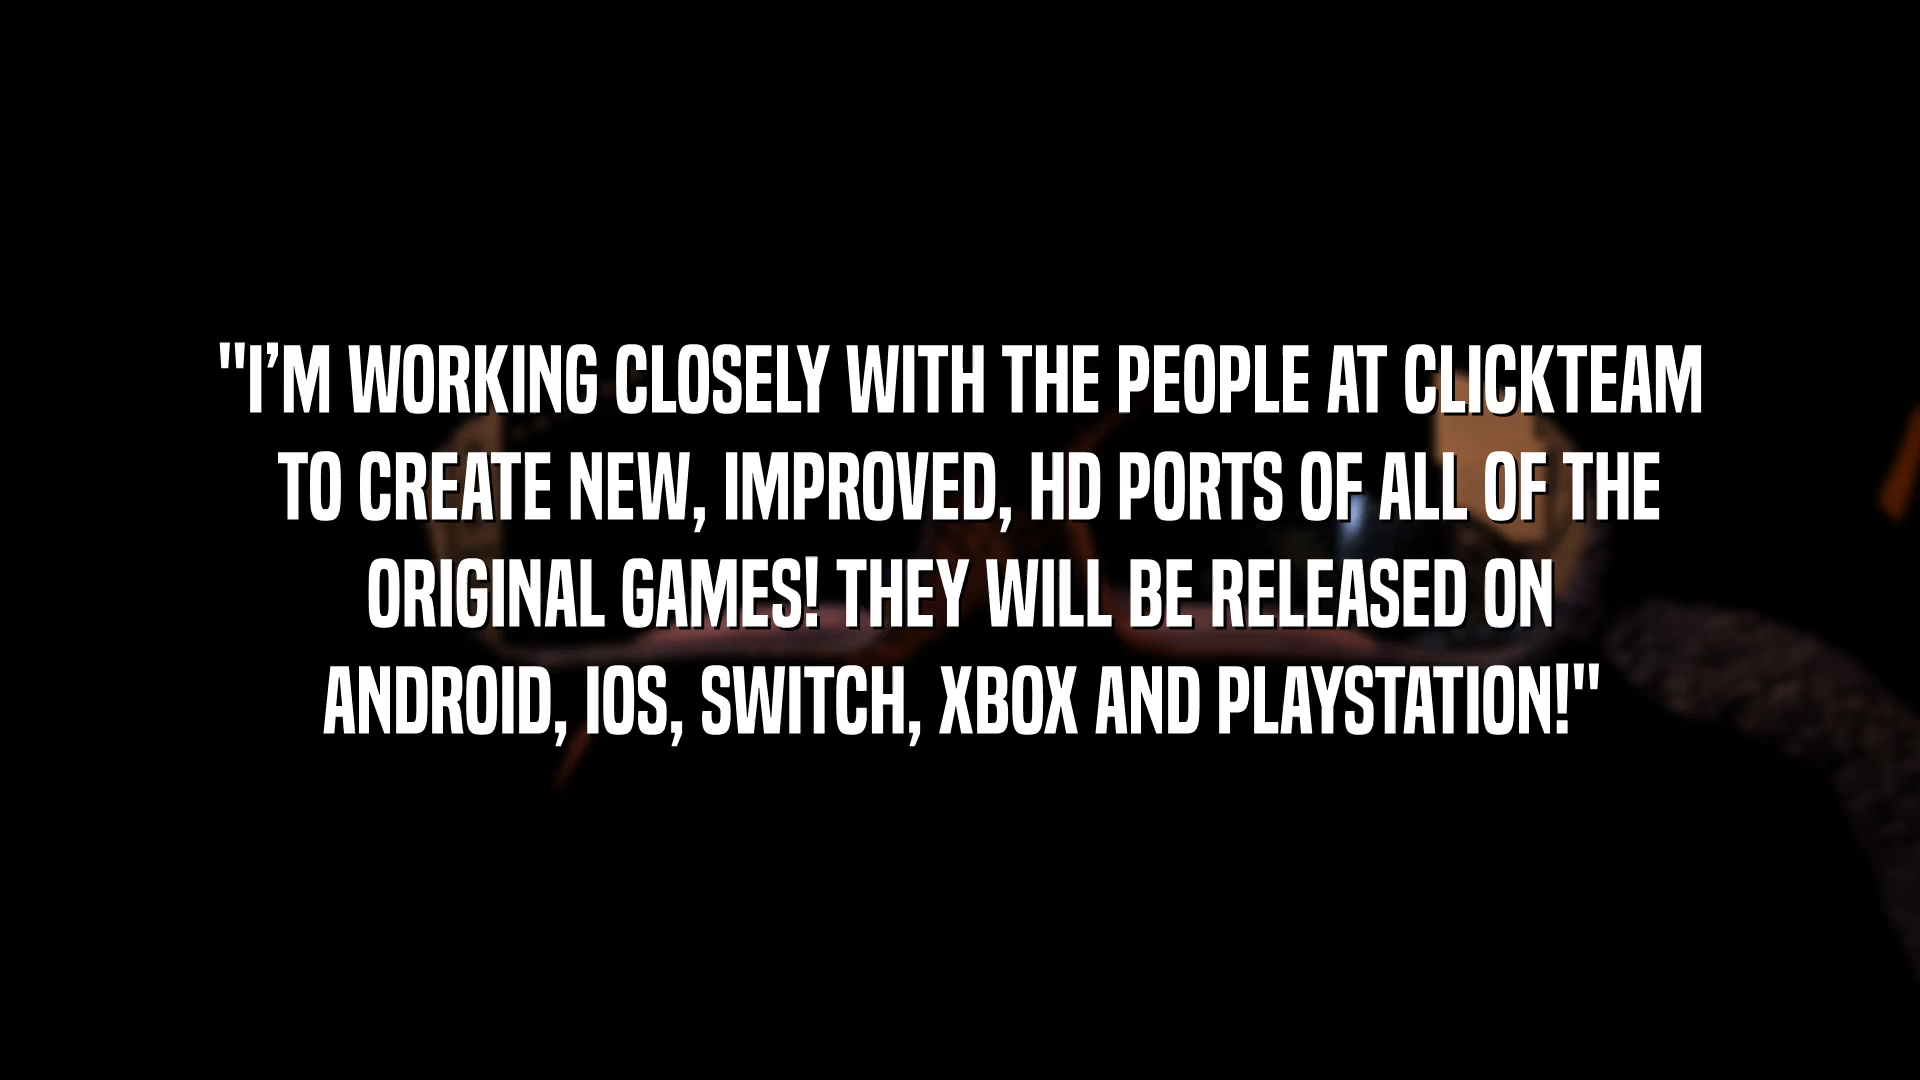 "I’M WORKING CLOSELY WITH THE PEOPLE AT CLICKTEAM
TO CREATE NEW, IMPROVED, HD PORTS OF ALL OF THE
ORIGINAL GAMES! THEY WILL BE RELEASED ON
ANDROID, IOS, SWITCH, XBOX AND PLAYSTATION!"